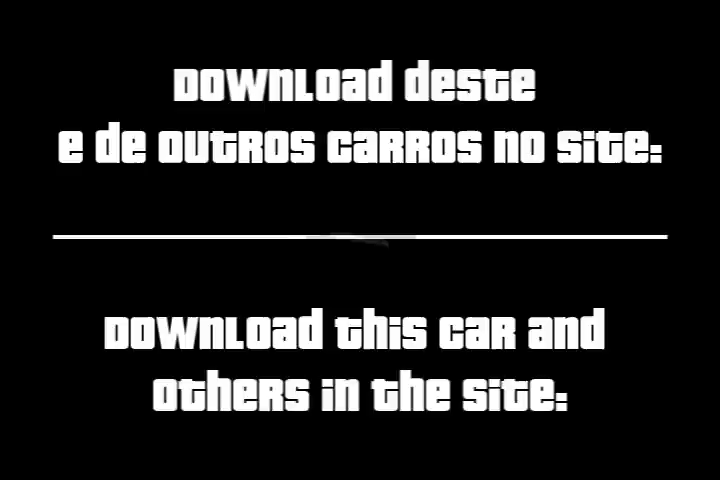 Download deste
e de outros carros no site:
Download this car and
others in the site: